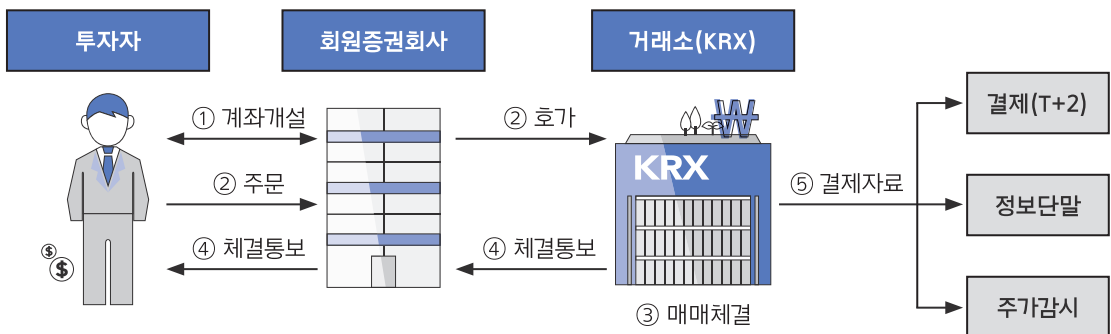 투자자
회원증권회사
거래소(KRX)
① 계좌개설
② 호가
② 주문
④ 체결통보
④ 체결통보
KRX
③ 매매체결
⑤ 결제자료
결제(T+2)
정보단말
주가감시
$
$
₩